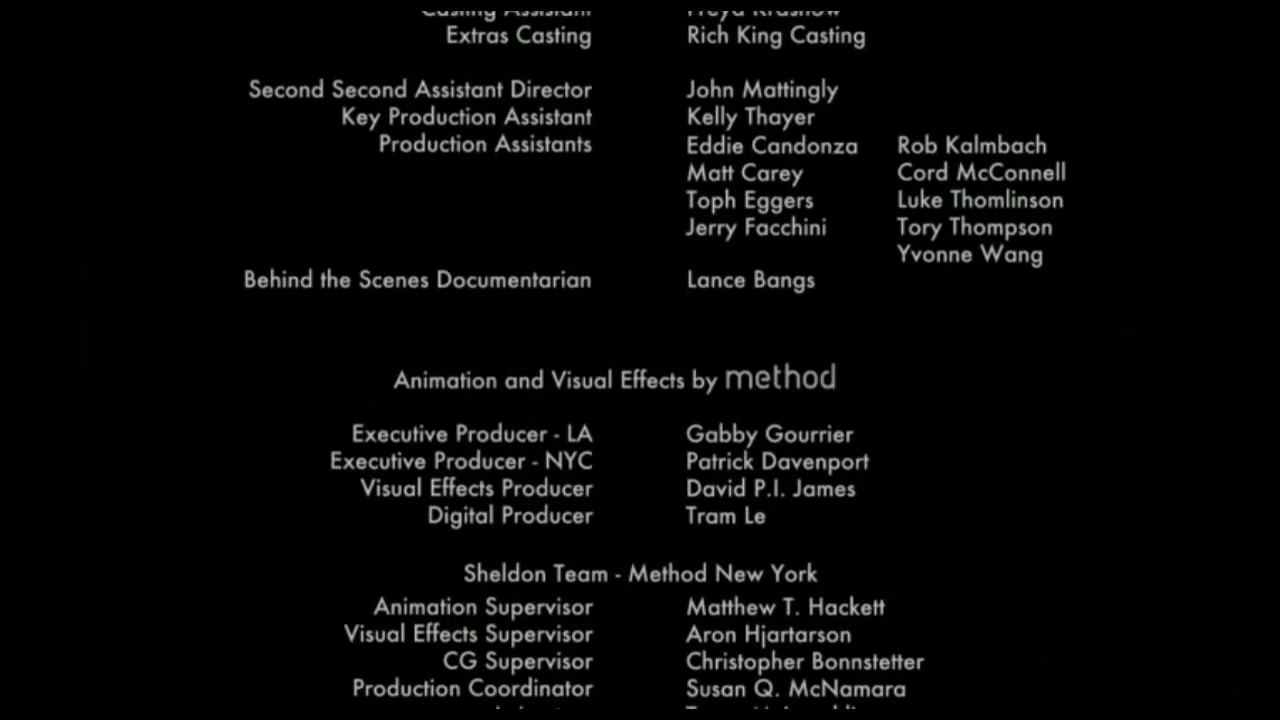 Casting Assistant Freya Krasnow
Extras Casting Rich King Casting
Second Second Assistant Director John Mattingly
Key Production Assistant Kelly Thayer
Production Assistants Eddie Candonza Rob Kalmbach
Matt Carey Cord McConnell
Toph Eggers Luke Thomlinson
Jerry Facchini Tory Thompson
Yvonne Wang
Behind the Scenes Documentarian Lance Bangs
Animation and Visual Effects by method
Executive Producer - LA Gabby Gourrier
Executive Producer - NYC Patrick Davenport
Visual Effects Producer David P.I. James
Digital Producer Tram Le
Sheldon Team - Method New York
Animation Supervisor Matthew T. Hackett
Visual Effects Supervisor Aron Hjartarson
CG Supervisor Christopher Bonnstetter
Production Coordinator Susan Q. McNamara